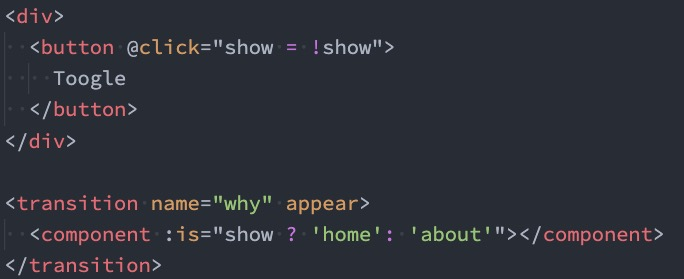 <div>
  <button @click="show = !show">
    Toogle
  </button>
</div>

<transition name="why" appear>
  <component :is="show ? 'home': 'about'"></component>
</transition>